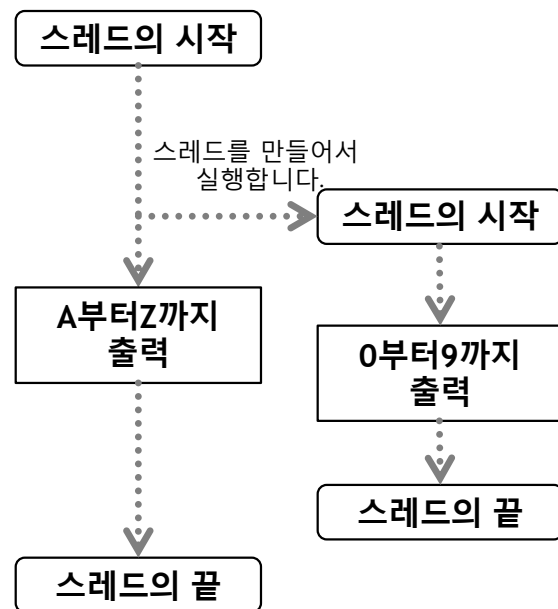 스레드의 시작
스레드를 만들어서
실행합니다.
스레드의 시작
A부터Z까지
출력
0부터9까지
출력
스레드의 끝
스레드의 끝